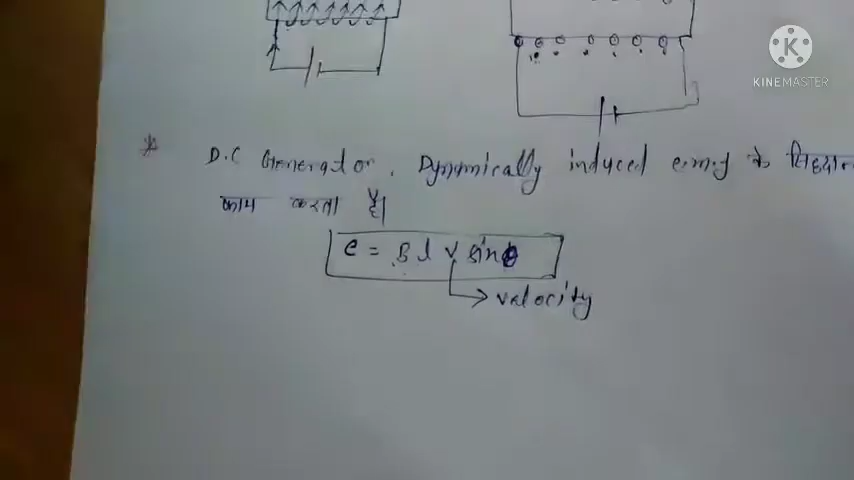 K
KINEMASTER
* D.C Generator, Dynamically induced e.m.f के
काम करता है।
e = B l v sinθ
velocity